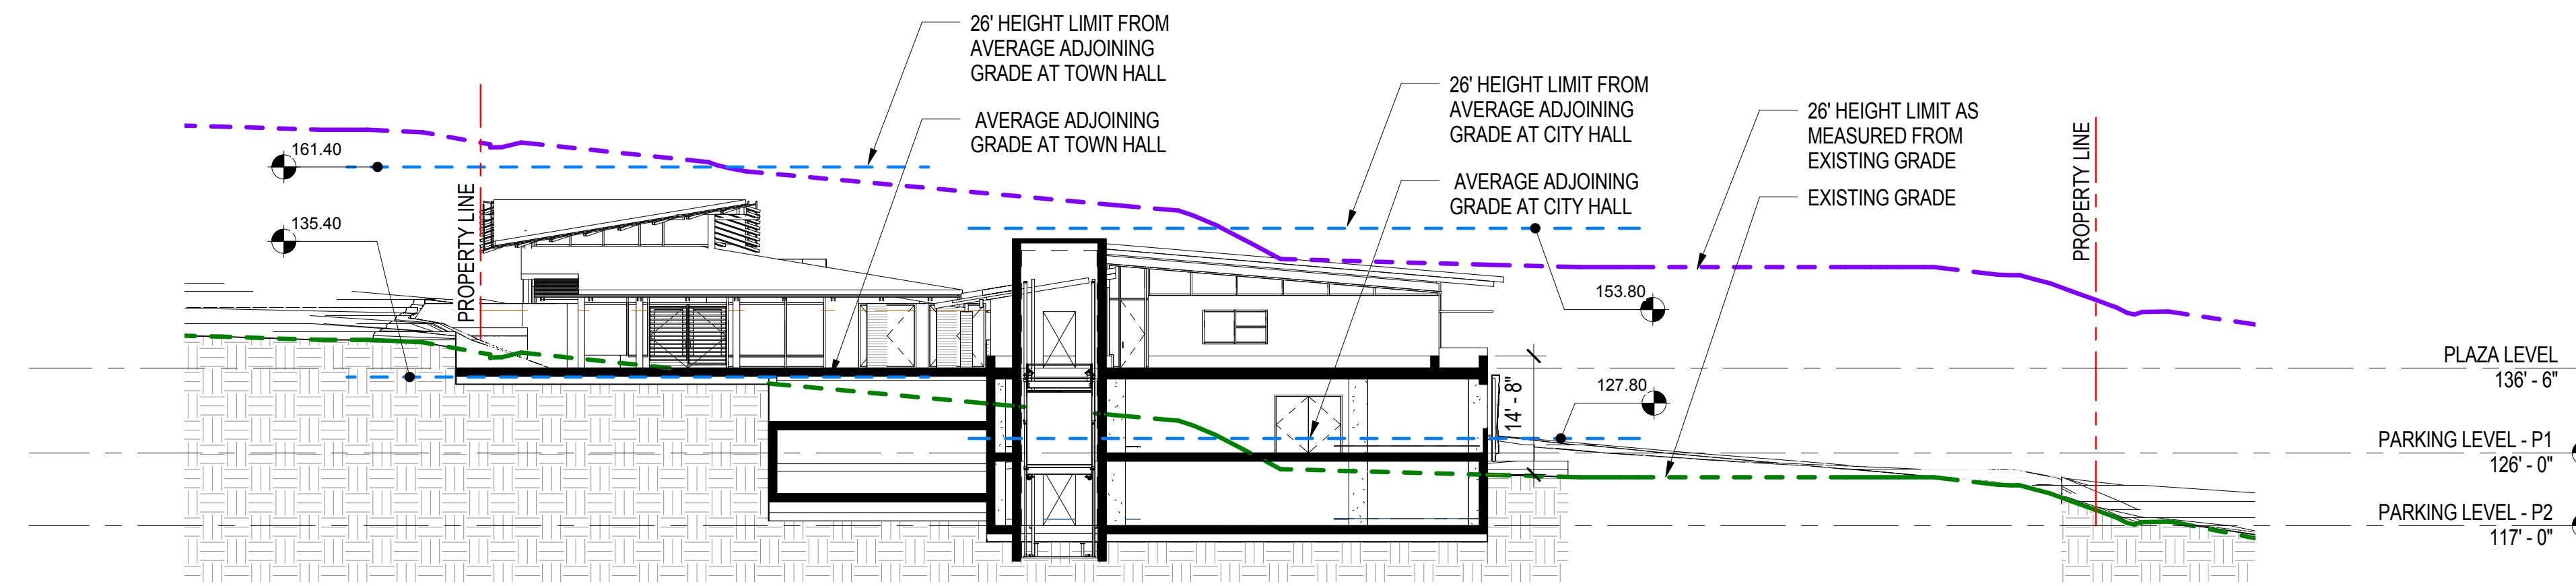 26' HEIGHT LIMIT FROM
AVERAGE ADJOINING
GRADE AT TOWN HALL
AVERAGE ADJOINING
GRADE AT TOWN HALL
26' HEIGHT LIMIT FROM
AVERAGE ADJOINING
GRADE AT CITY HALL
AVERAGE ADJOINING
GRADE AT CITY HALL
26' HEIGHT LIMIT AS
MEASURED FROM
EXISTING GRADE
EXISTING GRADE
161.40
135.40
PROPERTY LINE
PROPERTY LINE
153.80
127.80
14' - 8"
PLAZA LEVEL
136' - 6"
PARKING LEVEL - P1
126' - 0"
PARKING LEVEL - P2
117' - 0"